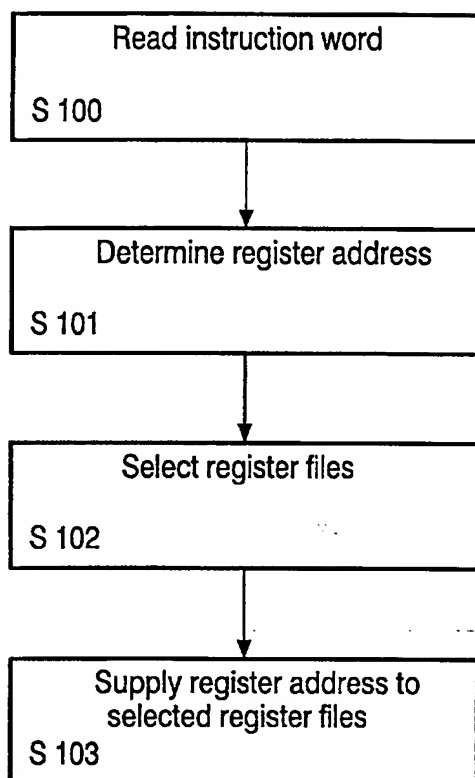 Read instruction word
S 100
Determine register address
S 101
Select register files
S 102
Supply register address to
selected register files
S 103